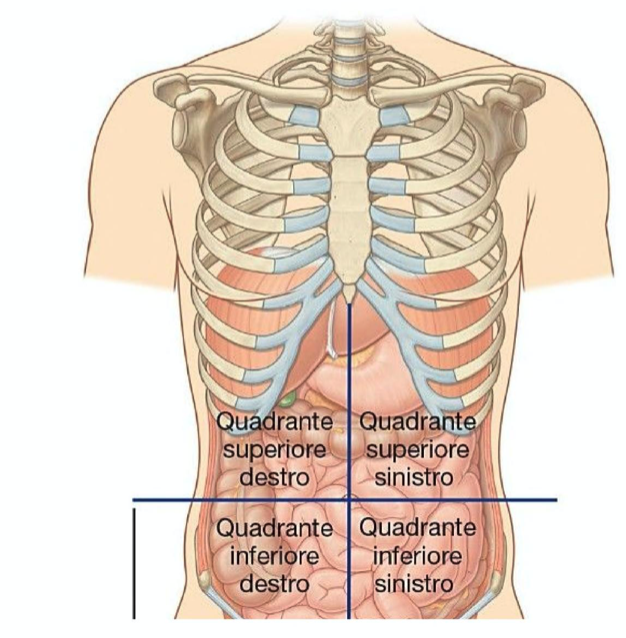 Quadrante
superiore
destro
Quadrante
superiore
sinistro
Quadrante
inferiore
destro
Quadrante
inferiore
sinistro